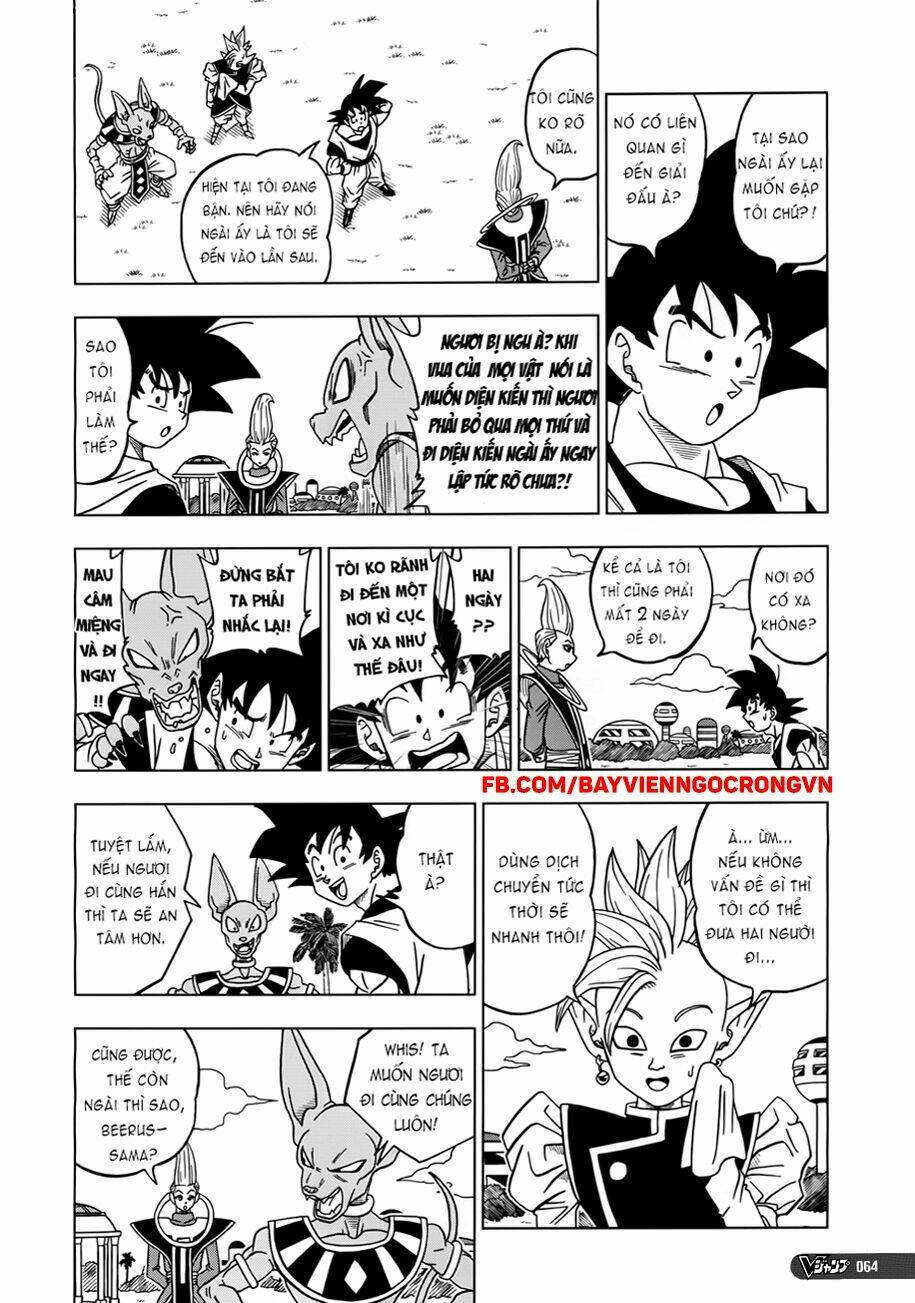 TẠI SAO
NGÀI ẤY LẠI
MUỐN GẶP
TÔI CHỨ?!
NÓ CÓ LIÊN
QUAN GÌ
ĐẾN GIẢI
ĐẤU À?
TÔI CŨNG
KO RÕ
NỮA.
HIỆN TẠI TÔI ĐANG
BẬN. NÊN HÃY NÓI
NGÀI ẤY LÀ TÔI SẼ
ĐẾN VÀO LẦN SAU.
NGƯƠI BỊ NGU À? KHI
VUA CỦA MỌI VẬT NÓI LÀ
MUỐN DIỆN KIẾN THÌ NGƯƠI
PHẢI BỎ QUA MỌI THỨ VÀ
ĐI DIỆN KIẾN NGÀI ẤY NGAY
LẬP TỨC RÕ CHƯA?!
SAO
TÔI
PHẢI
LÀM
THẾ?
NƠI ĐÓ
CÓ XA
KHÔNG?
KỂ CẢ LÀ TÔI
THÌ CŨNG PHẢI
MẤT 2 NGÀY
ĐỂ ĐI.
HAI
NGÀY
??
TÔI KO RÃNH
ĐI ĐẾN MỘT
NƠI KÌ CỤC
VÀ XA NHƯ
THẾ ĐÂU!
ĐỪNG BẮT
TA PHẢI
NHẮC LẠI!
MAU
CÂM
MIỆNG
VÀ ĐI
NGAY
!!
FB.COM/BAYVIENNGOCRONGVN
À... ỪM...
NẾU KHÔNG
VẤN ĐỀ GÌ THÌ
TÔI CÓ THỂ
ĐƯA HAI NGƯỜI
ĐI...
DÙNG DỊCH
CHUYỂN TỨC
THỜI SẼ
NHANH THÔI!
THẬT
À?
TUYỆT LẮM,
NẾU NGƯƠI
ĐI CÙNG HẮN
THÌ TA SẼ AN
TÂM HƠN.
WHIS! TA
MUỐN NGƯƠI
ĐI CÙNG CHÚNG
LUÔN!
CŨNG ĐƯỢC,
THẾ CÒN
NGÀI THÌ SAO,
BEERUS-
SAMA?
Vジャンプ 064